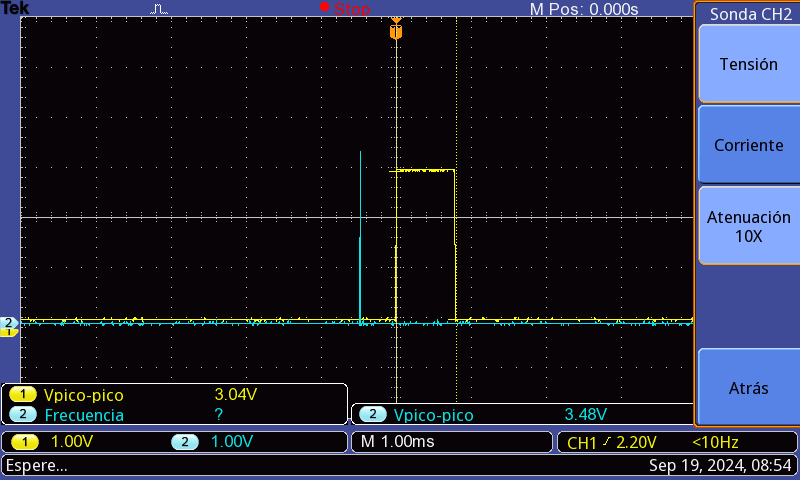 Tek Stop M Pos: 0.000s
Sonda CH2
T
Tensión
Corriente
Atenuación
10X
Atrás
2
1
1 Vpico-pico 3.04V
2 Frecuencia ?
2 Vpico-pico 3.48V
1 1.00V 2 1.00V M 1.00ms CH1 2.20V <10Hz
Espere... Sep 19, 2024, 08:54